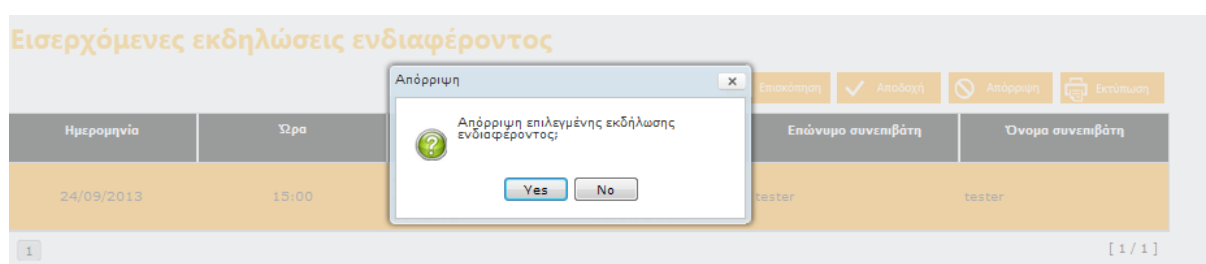 Εισερχόμενες εκδηλώσεις ενδιαφέροντος
Απόρριψη
Επισκόπηση Αποδοχή Απόρριψη Εκτύπωση
Ημερομηνία Ώρα Επώνυμο συνεπιβάτη Όνομα συνεπιβάτη
Απόρριψη επιλεγμένης εκδήλωσης
ενδιαφέροντος;
Yes No
24/09/2013 15:00 tester tester
1 [ 1 / 1 ]